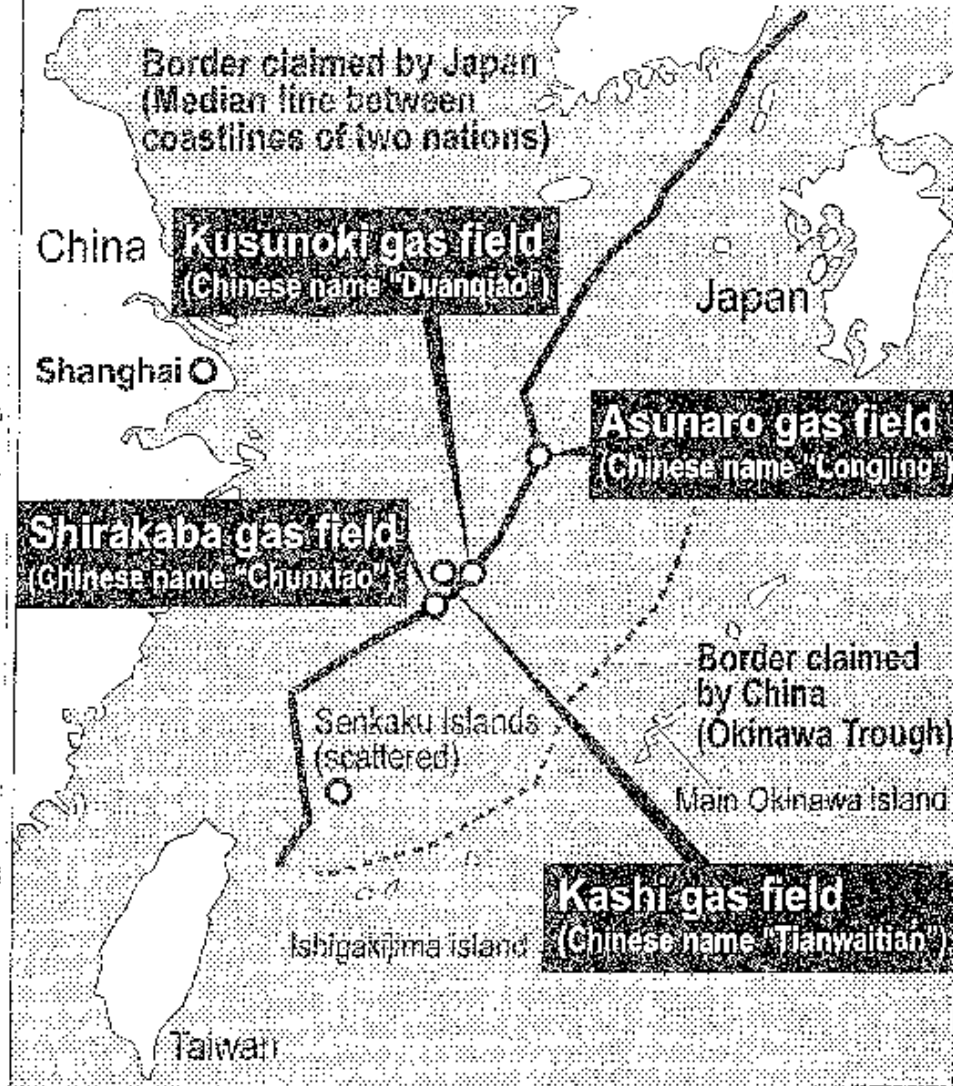 Border claimed by Japan
(Median line between
coastlines of two nations)
China
Kusunoki gas field
(Chinese name "Duanqiao")
Japan
Shanghai
Asunaro gas field
(Chinese name "Longjing")
Shirakaba gas field
(Chinese name "Chunxiao")
Border claimed
by China
(Okinawa Trough)
Senkaku Islands
(scattered)
Main Okinawa island
Kashi gas field
(Chinese name "Tianwaitian")
Ishigakijima island
Taiwan